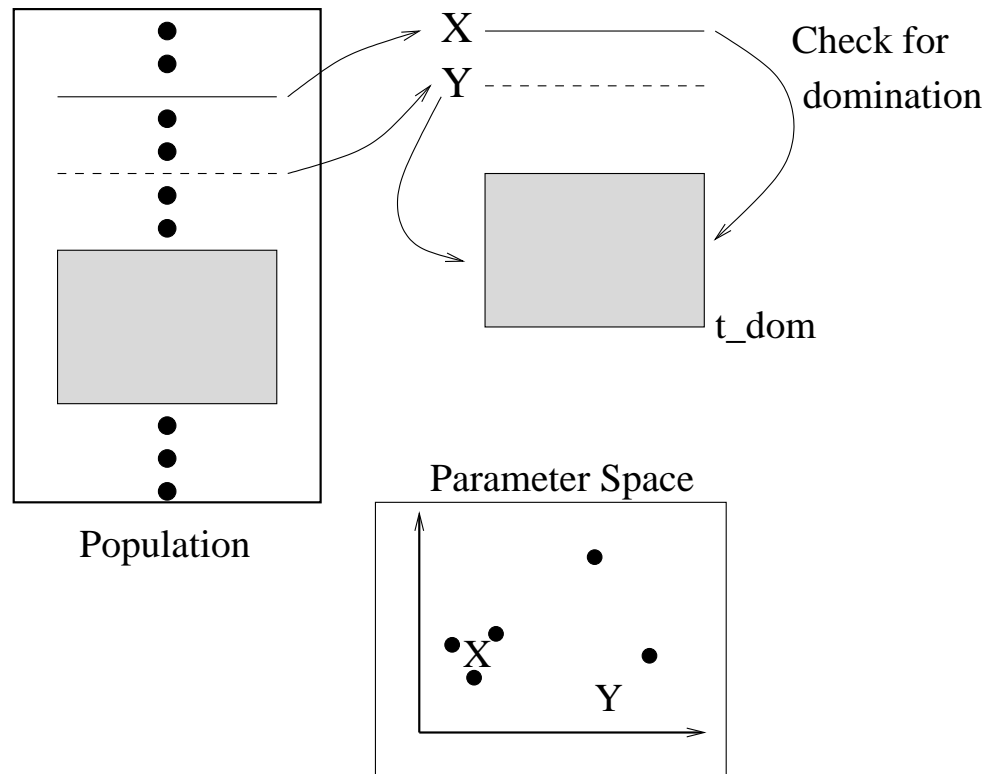 X
Check for
domination
Y
t_dom
Population
Parameter Space
X
Y